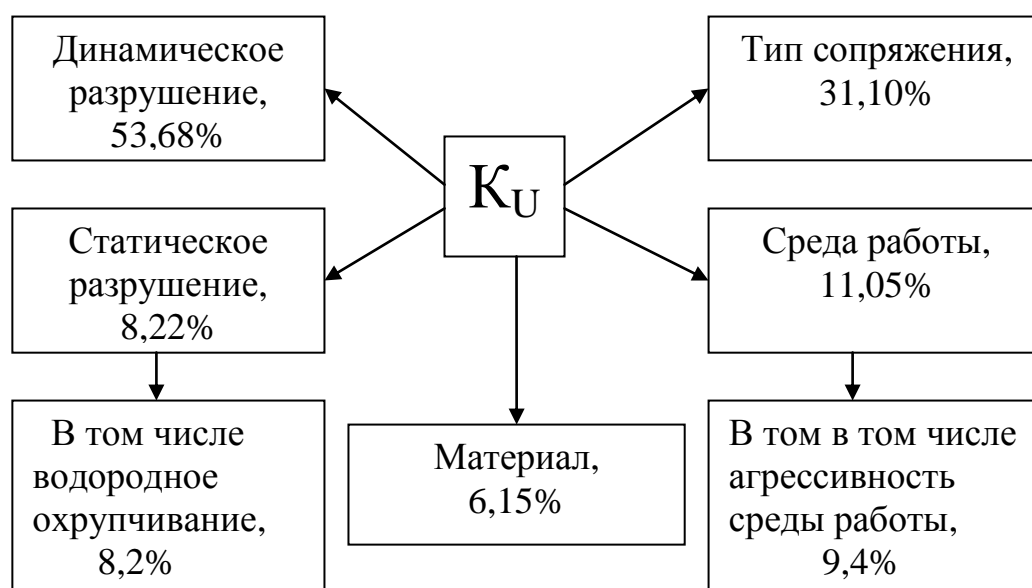 Динамическое
разрушение,
53,68%
Тип сопряжения,
31,10%
К_U
Статическое
разрушение,
8,22%
Среда работы,
11,05%
В том числе
водородное
охрупчивание,
8,2%
Материал,
6,15%
В том в том числе
агрессивность
среды работы,
9,4%